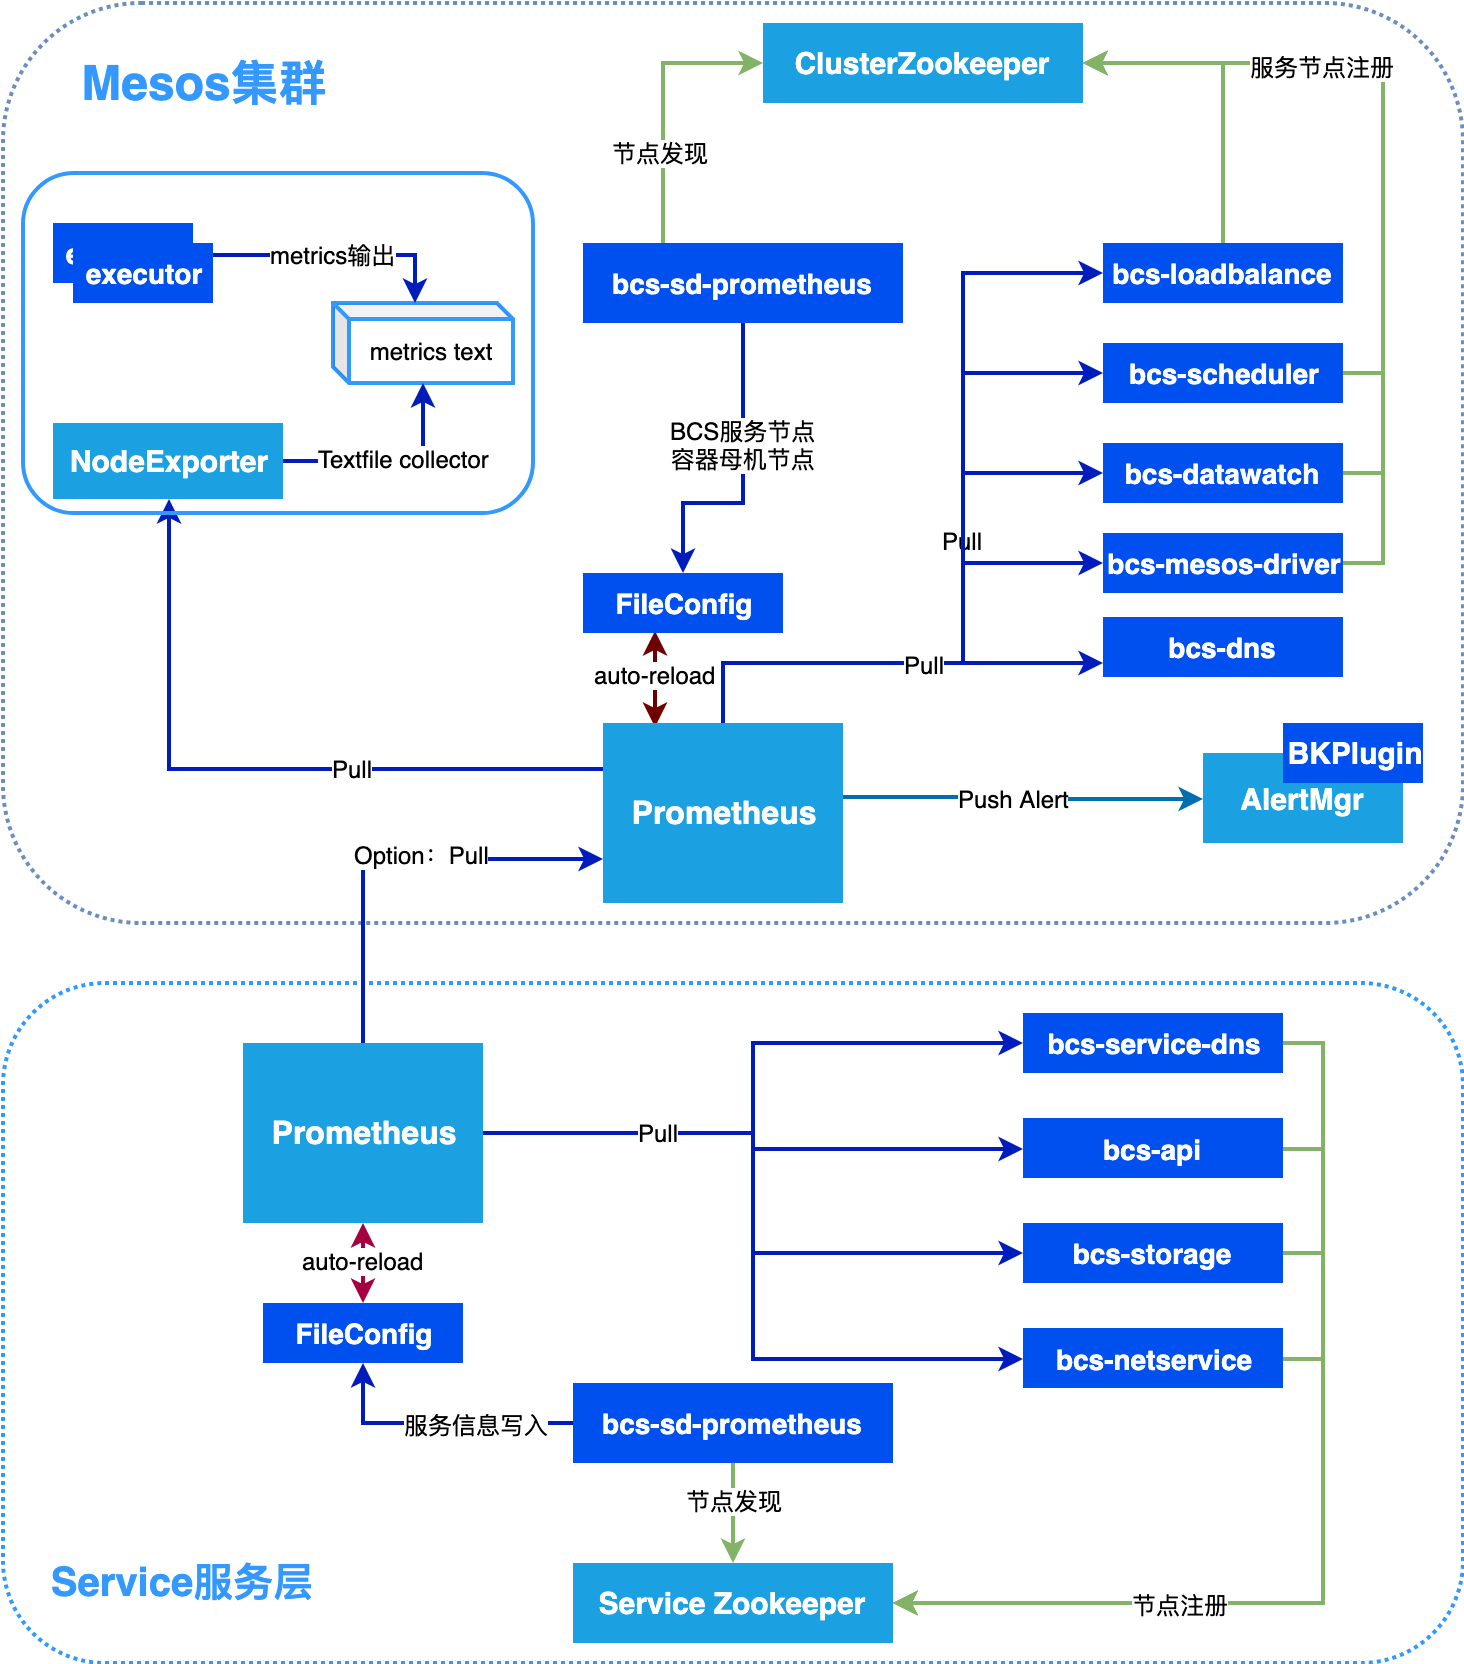 Mesos集群
ClusterZookeeper
服务节点注册
节点发现
executor
metrics输出
metrics text
NodeExporter
Textfile collector
bcs-sd-prometheus
BCS服务节点
容器母机节点
FileConfig
auto-reload
bcs-loadbalance
bcs-scheduler
bcs-datawatch
Pull
bcs-mesos-driver
bcs-dns
Pull
Pull
Prometheus
Push Alert
BKPlugin
AlertMgr
Option：Pull
Prometheus
Pull
bcs-service-dns
bcs-api
bcs-storage
bcs-netservice
auto-reload
FileConfig
服务信息写入
bcs-sd-prometheus
节点发现
Service服务层
Service Zookeeper
节点注册